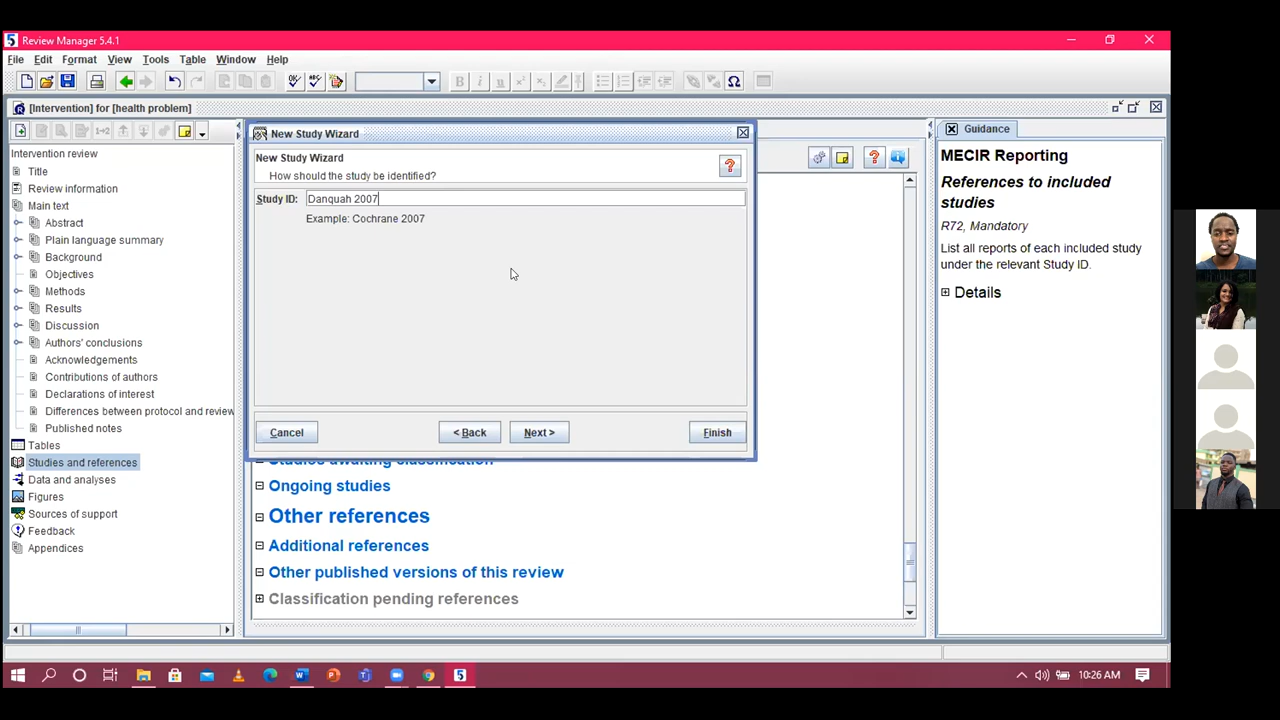 Review Manager 5.4.1
File Edit Format View Tools Table Window Help
[Intervention] for [health problem]
Intervention review
Title
Review information
Main text
Abstract
Plain language summary
Background
Objectives
Methods
Results
Discussion
Authors' conclusions
Acknowledgements
Contributions of authors
Declarations of interest
Differences between protocol and review
Published notes
Tables
Studies and references
Data and analyses
Figures
Sources of support
Feedback
Appendices
New Study Wizard
New Study Wizard
How should the study be identified?
Study ID: Danquah 2007
Example: Cochrane 2007
Cancel < Back Next > Finish
Studies awaiting classification
Ongoing studies
Other references
Additional references
Other published versions of this review
Classification pending references
Guidance
MECIR Reporting
References to included
studies
R72, Mandatory
List all reports of each included study
under the relevant Study ID.
Details
10:26 AM